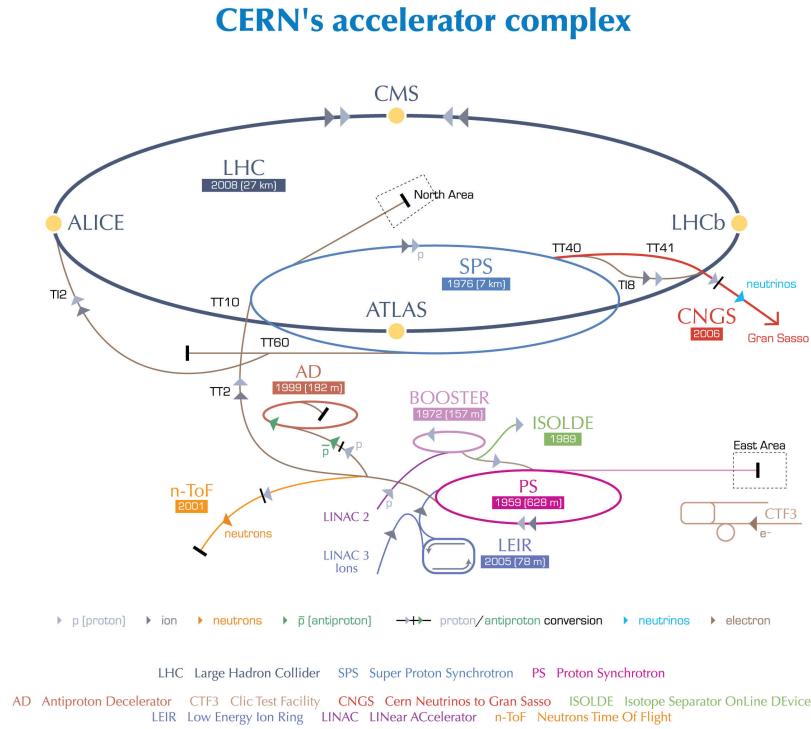 CERN's accelerator complex
CMS
LHC
2008 (27 km)
North Area
ALICE
LHCb
TT40
TT41
p
SPS
1976 (7 km)
TI8
neutrinos
TI2
TT10
ATLAS
CNGS
2006
Gran Sasso
TT60
AD
1999 (182 m)
TT2
BOOSTER
1972 (157 m)
ISOLDE
1989
p
p̅
East Area
n-ToF
2001
PS
1959 (628 m)
p
LINAC 2
neutrons
CTF3
e-
LEIR
2005 (78 m)
LINAC 3
Ions
p [proton] ion neutrons p̅ [antiproton] proton/antiproton conversion neutrinos electron
LHC Large Hadron Collider SPS Super Proton Synchrotron PS Proton Synchrotron
AD Antiproton Decelerator CTF3 Clic Test Facility CNGS Cern Neutrinos to Gran Sasso ISOLDE Isotope Separator OnLine DEvice
LEIR Low Energy Ion Ring LINAC LINear ACcelerator n-ToF Neutrons Time Of Flight